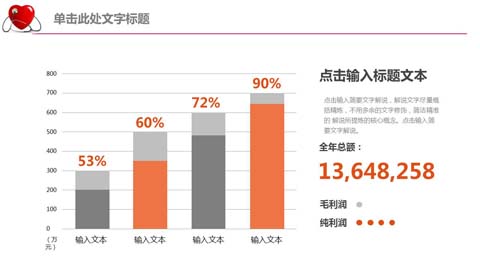 单击此处文字标题
800
700
600
500
400
300
200
100
0
（万
元）
53%
60%
72%
90%
输入文本
输入文本
输入文本
输入文本
点击输入标题文本
点击输入简要文字解说，解说文字尽量概
括精炼，不用多余的文字修饰，简洁精准
的 解说所提炼的核心概念。点击输入简
要文字解说。
全年总额：
13,648,258
毛利润
纯利润